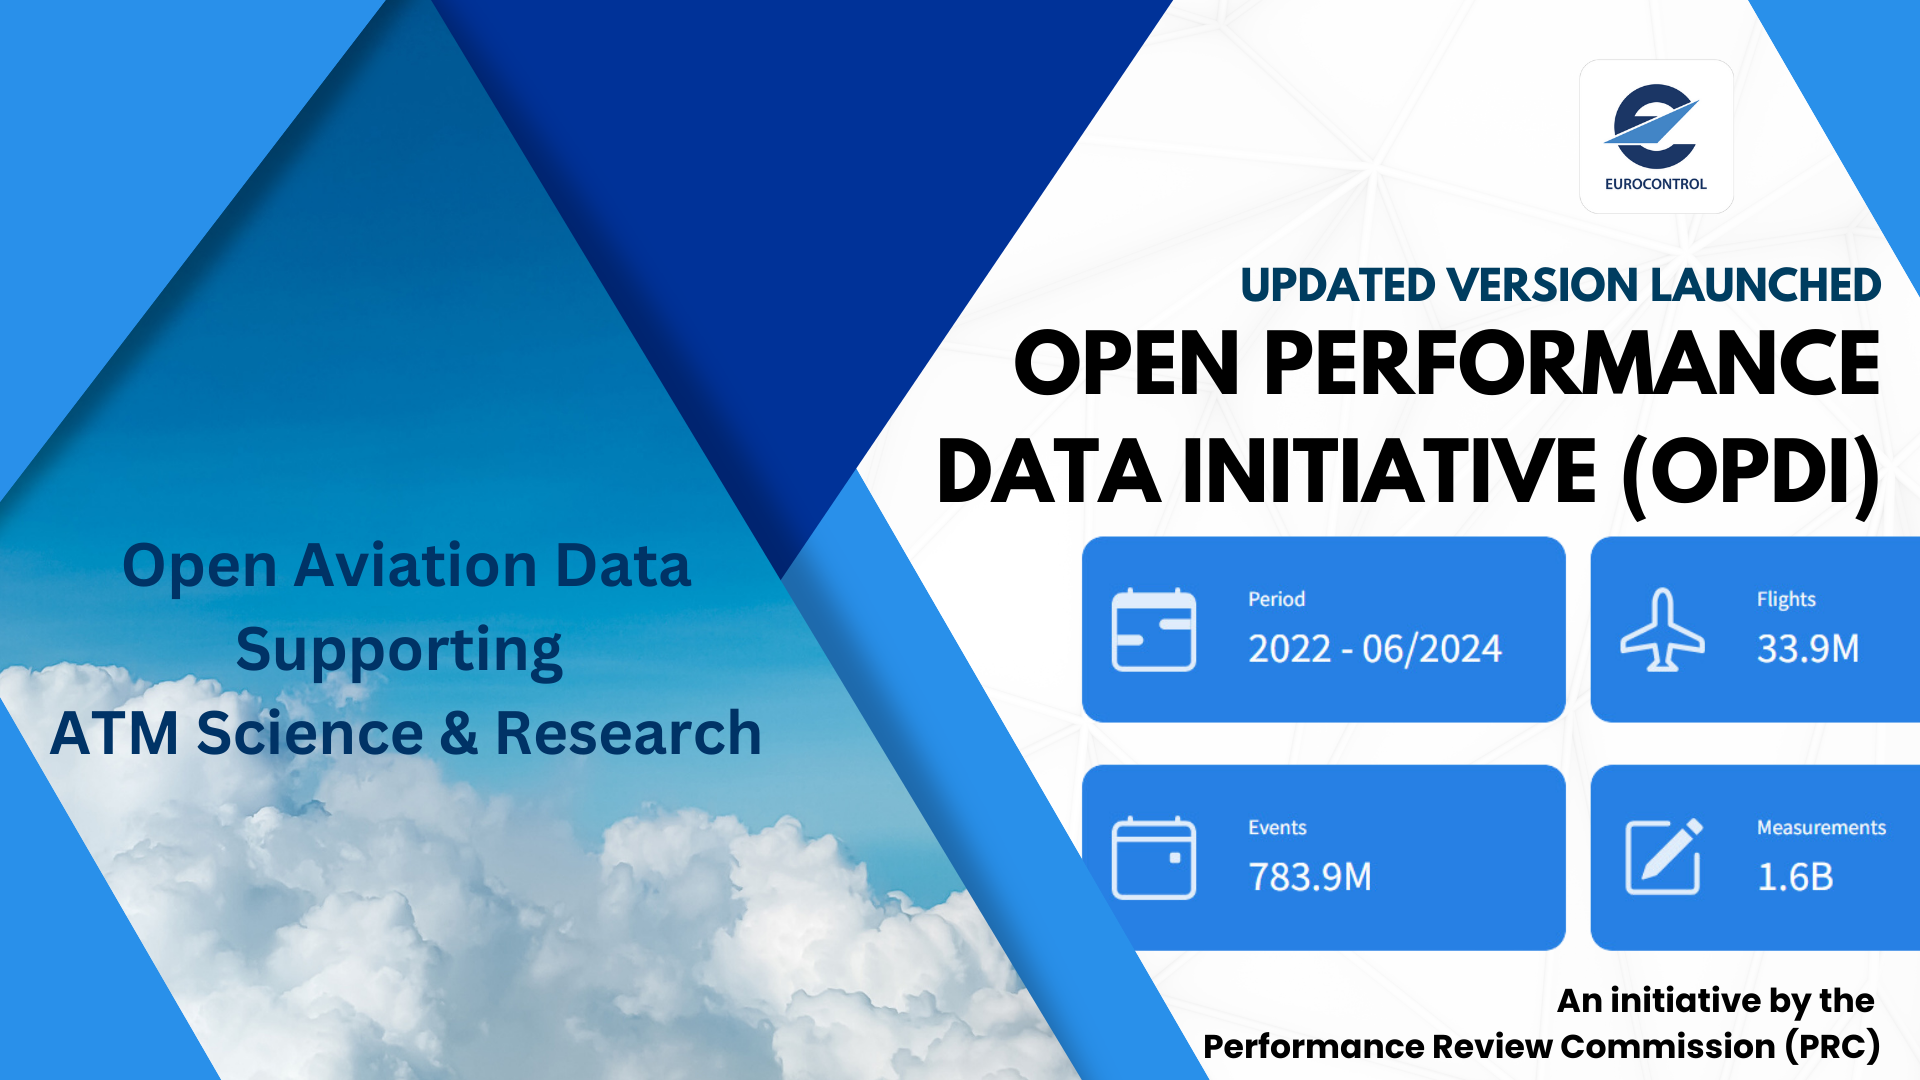 EUROCONTROL
UPDATED VERSION LAUNCHED
OPEN PERFORMANCE
DATA INITIATIVE (OPDI)
Open Aviation Data
Supporting
ATM Science & Research
Period
2022 - 06/2024
Flights
33.9M
Events
783.9M
Measurements
1.6B
An initiative by the
Performance Review Commission (PRC)